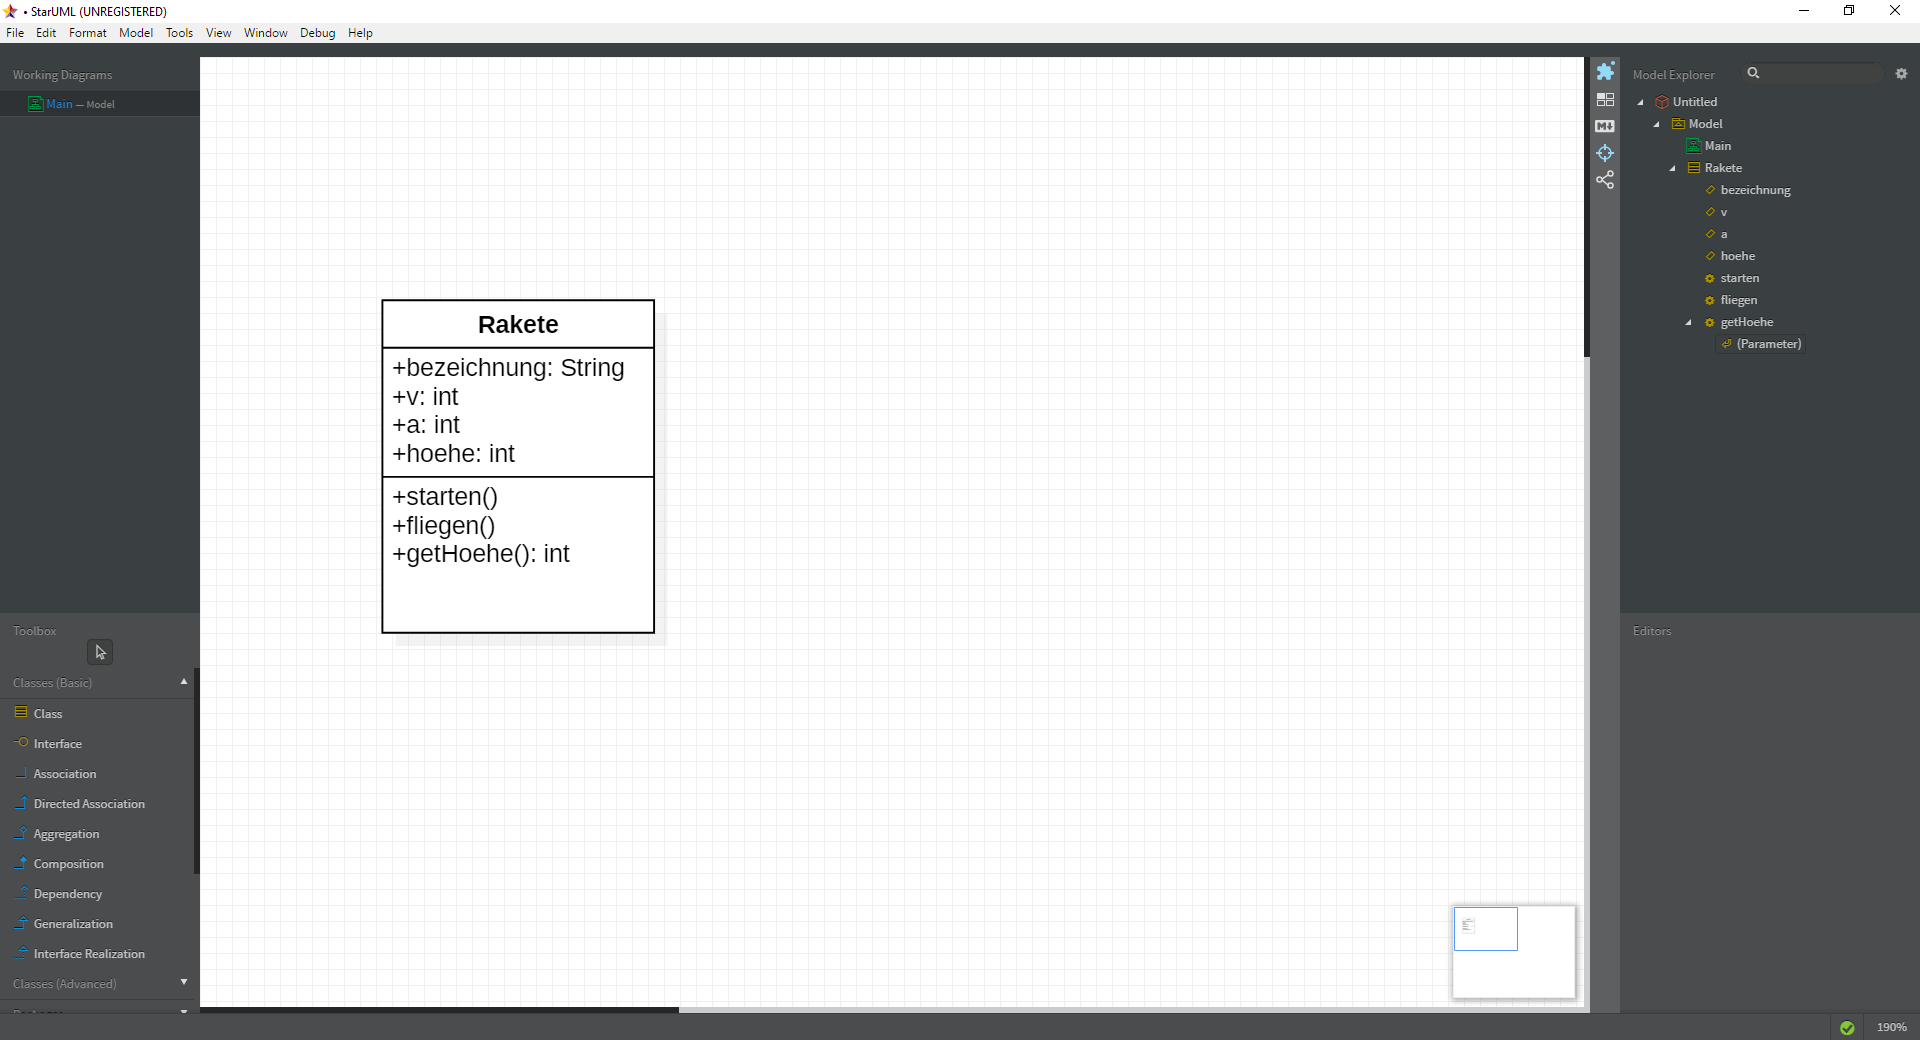 • StarUML (UNREGISTERED)
File Edit Format Model Tools View Window Debug Help
Working Diagrams
Main — Model
Toolbox
Classes (Basic)
Class
Interface
Association
Directed Association
Aggregation
Composition
Dependency
Generalization
Interface Realization
Classes (Advanced)
Rakete
+bezeichnung: String
+v: int
+a: int
+hoehe: int
+starten()
+fliegen()
+getHoehe(): int
Model Explorer
Untitled
Model
Main
Rakete
bezeichnung
v
a
hoehe
starten
fliegen
getHoehe
(Parameter)
Editors
190%